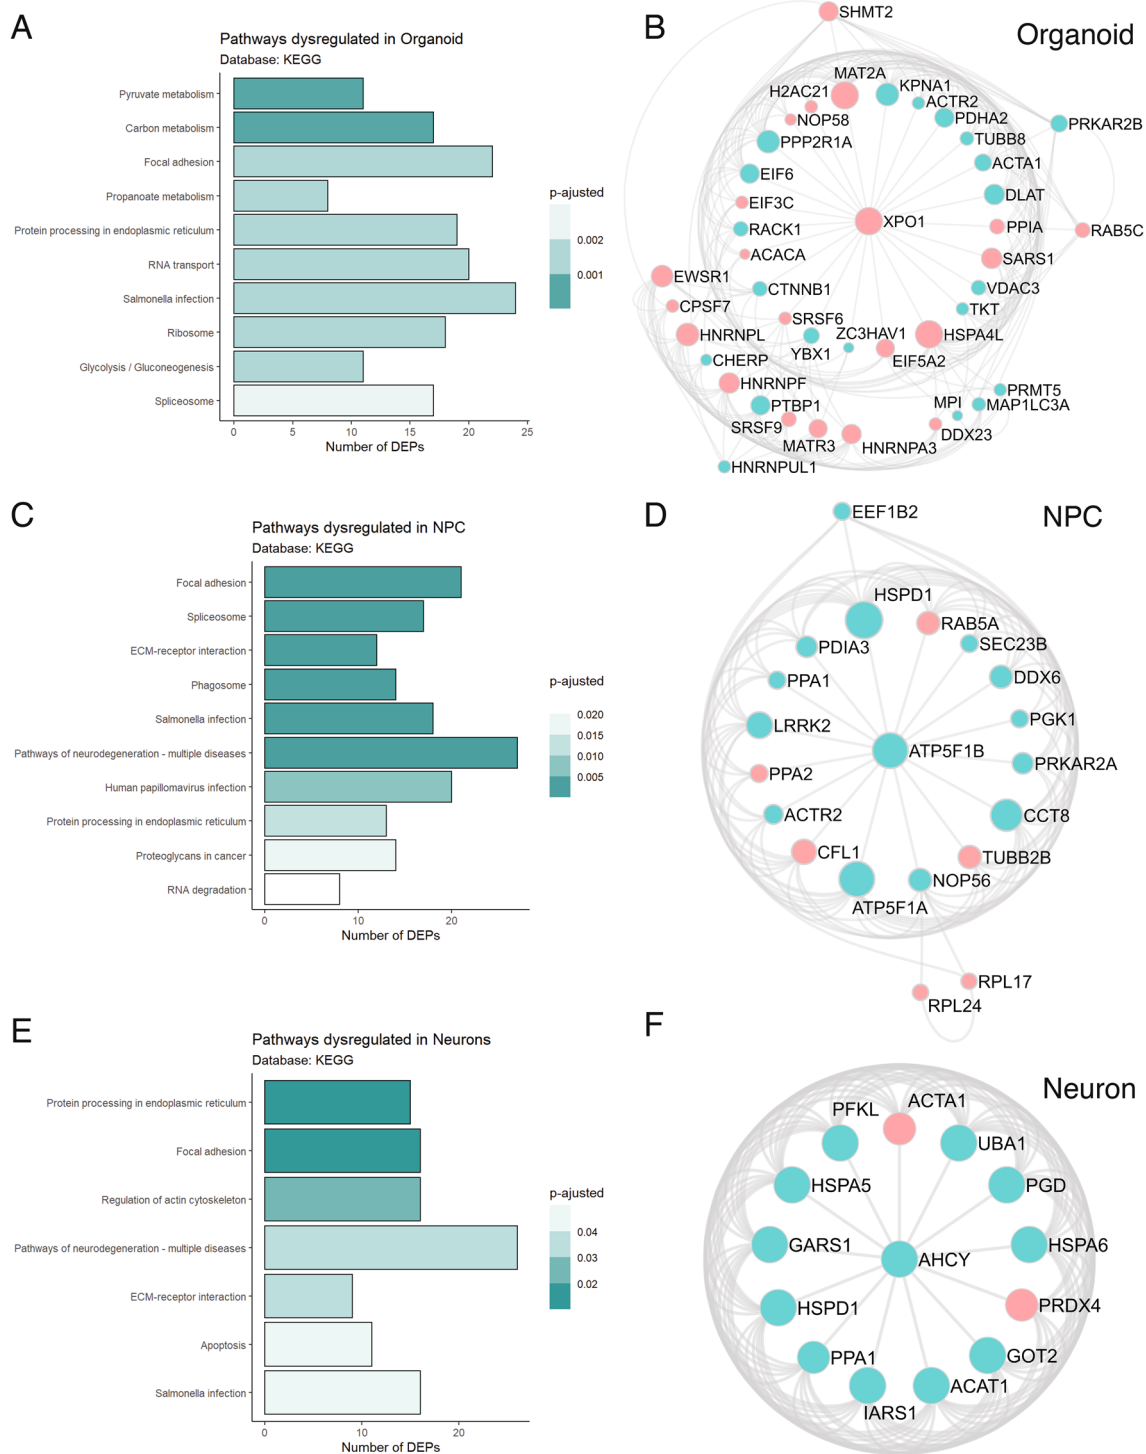 A
Pathways dysregulated in Organoid
Database: KEGG
Pyruvate metabolism
Carbon metabolism
Focal adhesion
Propanoate metabolism
Protein processing in endoplasmic reticulum
RNA transport
Salmonella infection
Ribosome
Glycolysis / Gluconeogenesis
Spliceosome
0 5 10 15 20 25
Number of DEPs
p-ajusted
0.002
0.001
B
Organoid
SHMT2
MAT2A
KPNA1
H2AC21
ACTR2
NOP58
PDHA2
PRKAR2B
PPP2R1A
TUBB8
ACTA1
EIF6
DLAT
EIF3C
XPO1
RACK1
PPIA
RAB5C
ACACA
SARS1
EWSR1
CTNNB1
VDAC3
CPSF7
TKT
SRSF6
HNRNPL
ZC3HAV1
HSPA4L
YBX1
EIF5A2
CHERP
HNRNPF
PRMT5
PTBP1
MPI
MAP1LC3A
SRSF9
DDX23
MATR3
HNRNPA3
HNRNPUL1
C
Pathways dysregulated in NPC
Database: KEGG
Focal adhesion
Spliceosome
ECM-receptor interaction
Phagosome
Salmonella infection
Pathways of neurodegeneration - multiple diseases
Human papillomavirus infection
Protein processing in endoplasmic reticulum
Proteoglycans in cancer
RNA degradation
0 10 20
Number of DEPs
p-ajusted
0.020
0.015
0.010
0.005
D
NPC
EEF1B2
HSPD1
RAB5A
PDIA3
SEC23B
PPA1
DDX6
LRRK2
PGK1
ATP5F1B
PPA2
PRKAR2A
ACTR2
CCT8
CFL1
TUBB2B
NOP56
ATP5F1A
RPL17
RPL24
E
Pathways dysregulated in Neurons
Database: KEGG
Protein processing in endoplasmic reticulum
Focal adhesion
Regulation of actin cytoskeleton
Pathways of neurodegeneration - multiple diseases
ECM-receptor interaction
Apoptosis
Salmonella infection
0 10 20
Number of DEPs
p-ajusted
0.04
0.03
0.02
F
Neuron
PFKL
ACTA1
UBA1
HSPA5
PGD
GARS1
HSPA6
AHCY
HSPD1
PRDX4
PPA1
GOT2
ACAT1
IARS1